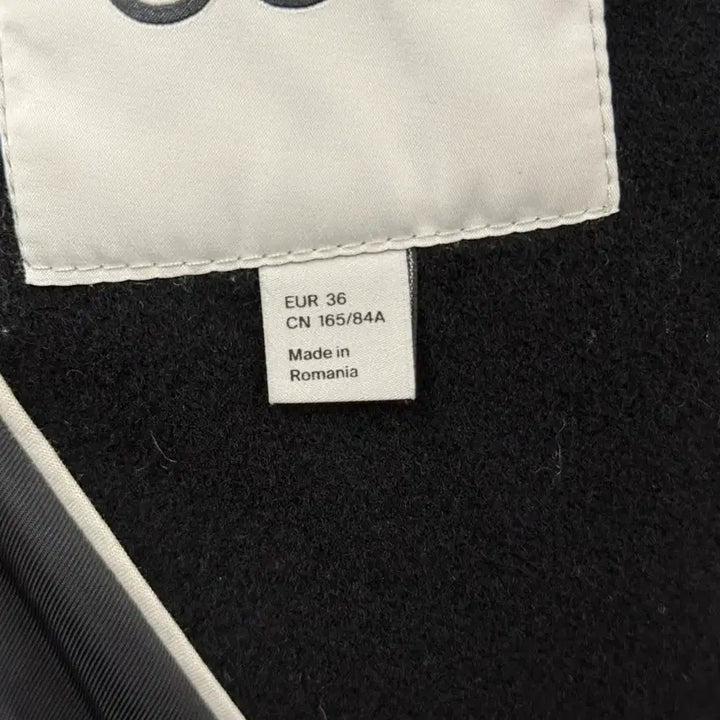 EUR 36
CN 165/84A
Made in
Romania